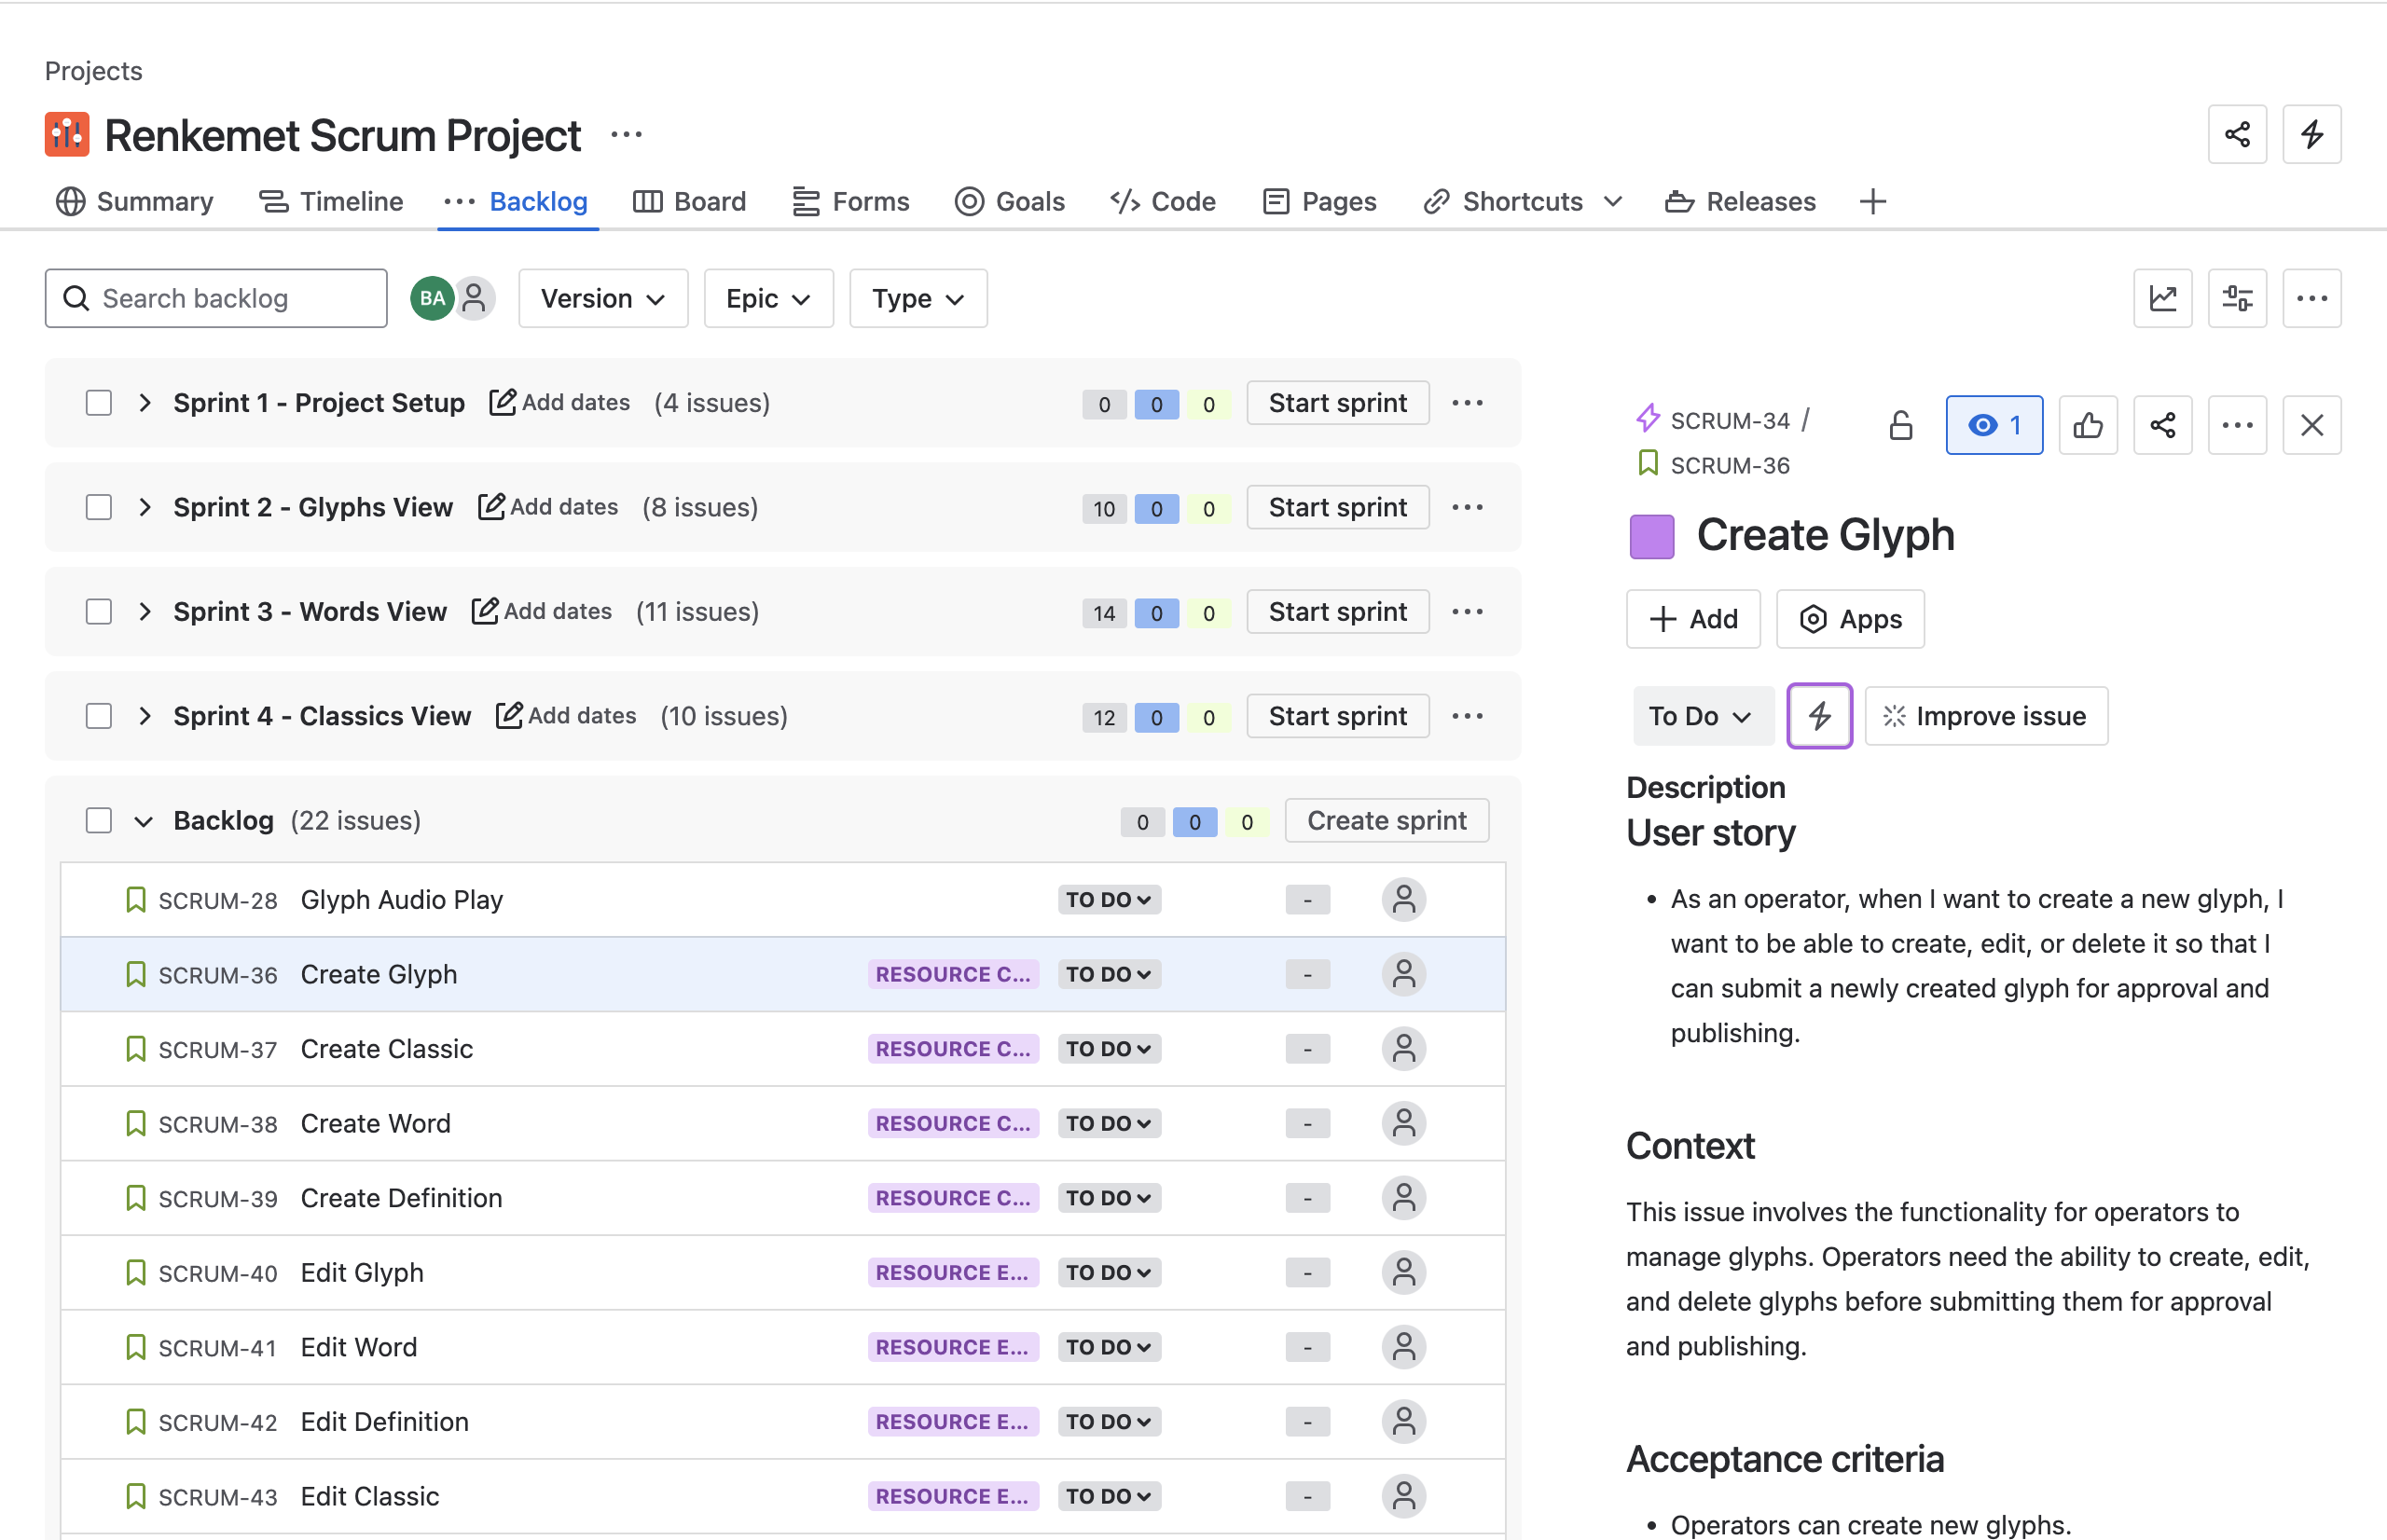 Projects
Renkemet Scrum Project
Summary Timeline Backlog Board Forms Goals Code Pages Shortcuts Releases
Search backlog BA Version Epic Type
Sprint 1 - Project Setup Add dates (4 issues) 0 0 0 Start sprint
Sprint 2 - Glyphs View Add dates (8 issues) 10 0 0 Start sprint
Sprint 3 - Words View Add dates (11 issues) 14 0 0 Start sprint
Sprint 4 - Classics View Add dates (10 issues) 12 0 0 Start sprint
Backlog (22 issues) 0 0 0 Create sprint
SCRUM-28 Glyph Audio Play TO DO -
SCRUM-36 Create Glyph RESOURCE C... TO DO -
SCRUM-37 Create Classic RESOURCE C... TO DO -
SCRUM-38 Create Word RESOURCE C... TO DO -
SCRUM-39 Create Definition RESOURCE C... TO DO -
SCRUM-40 Edit Glyph RESOURCE E... TO DO -
SCRUM-41 Edit Word RESOURCE E... TO DO -
SCRUM-42 Edit Definition RESOURCE E... TO DO -
SCRUM-43 Edit Classic RESOURCE E... TO DO -
SCRUM-34 /
SCRUM-36
1
Create Glyph
Add Apps
To Do Improve issue
Description
User story
• As an operator, when I want to create a new glyph, I
want to be able to create, edit, or delete it so that I
can submit a newly created glyph for approval and
publishing.
Context
This issue involves the functionality for operators to
manage glyphs. Operators need the ability to create, edit,
and delete glyphs before submitting them for approval
and publishing.
Acceptance criteria
• Operators can create new glyphs.